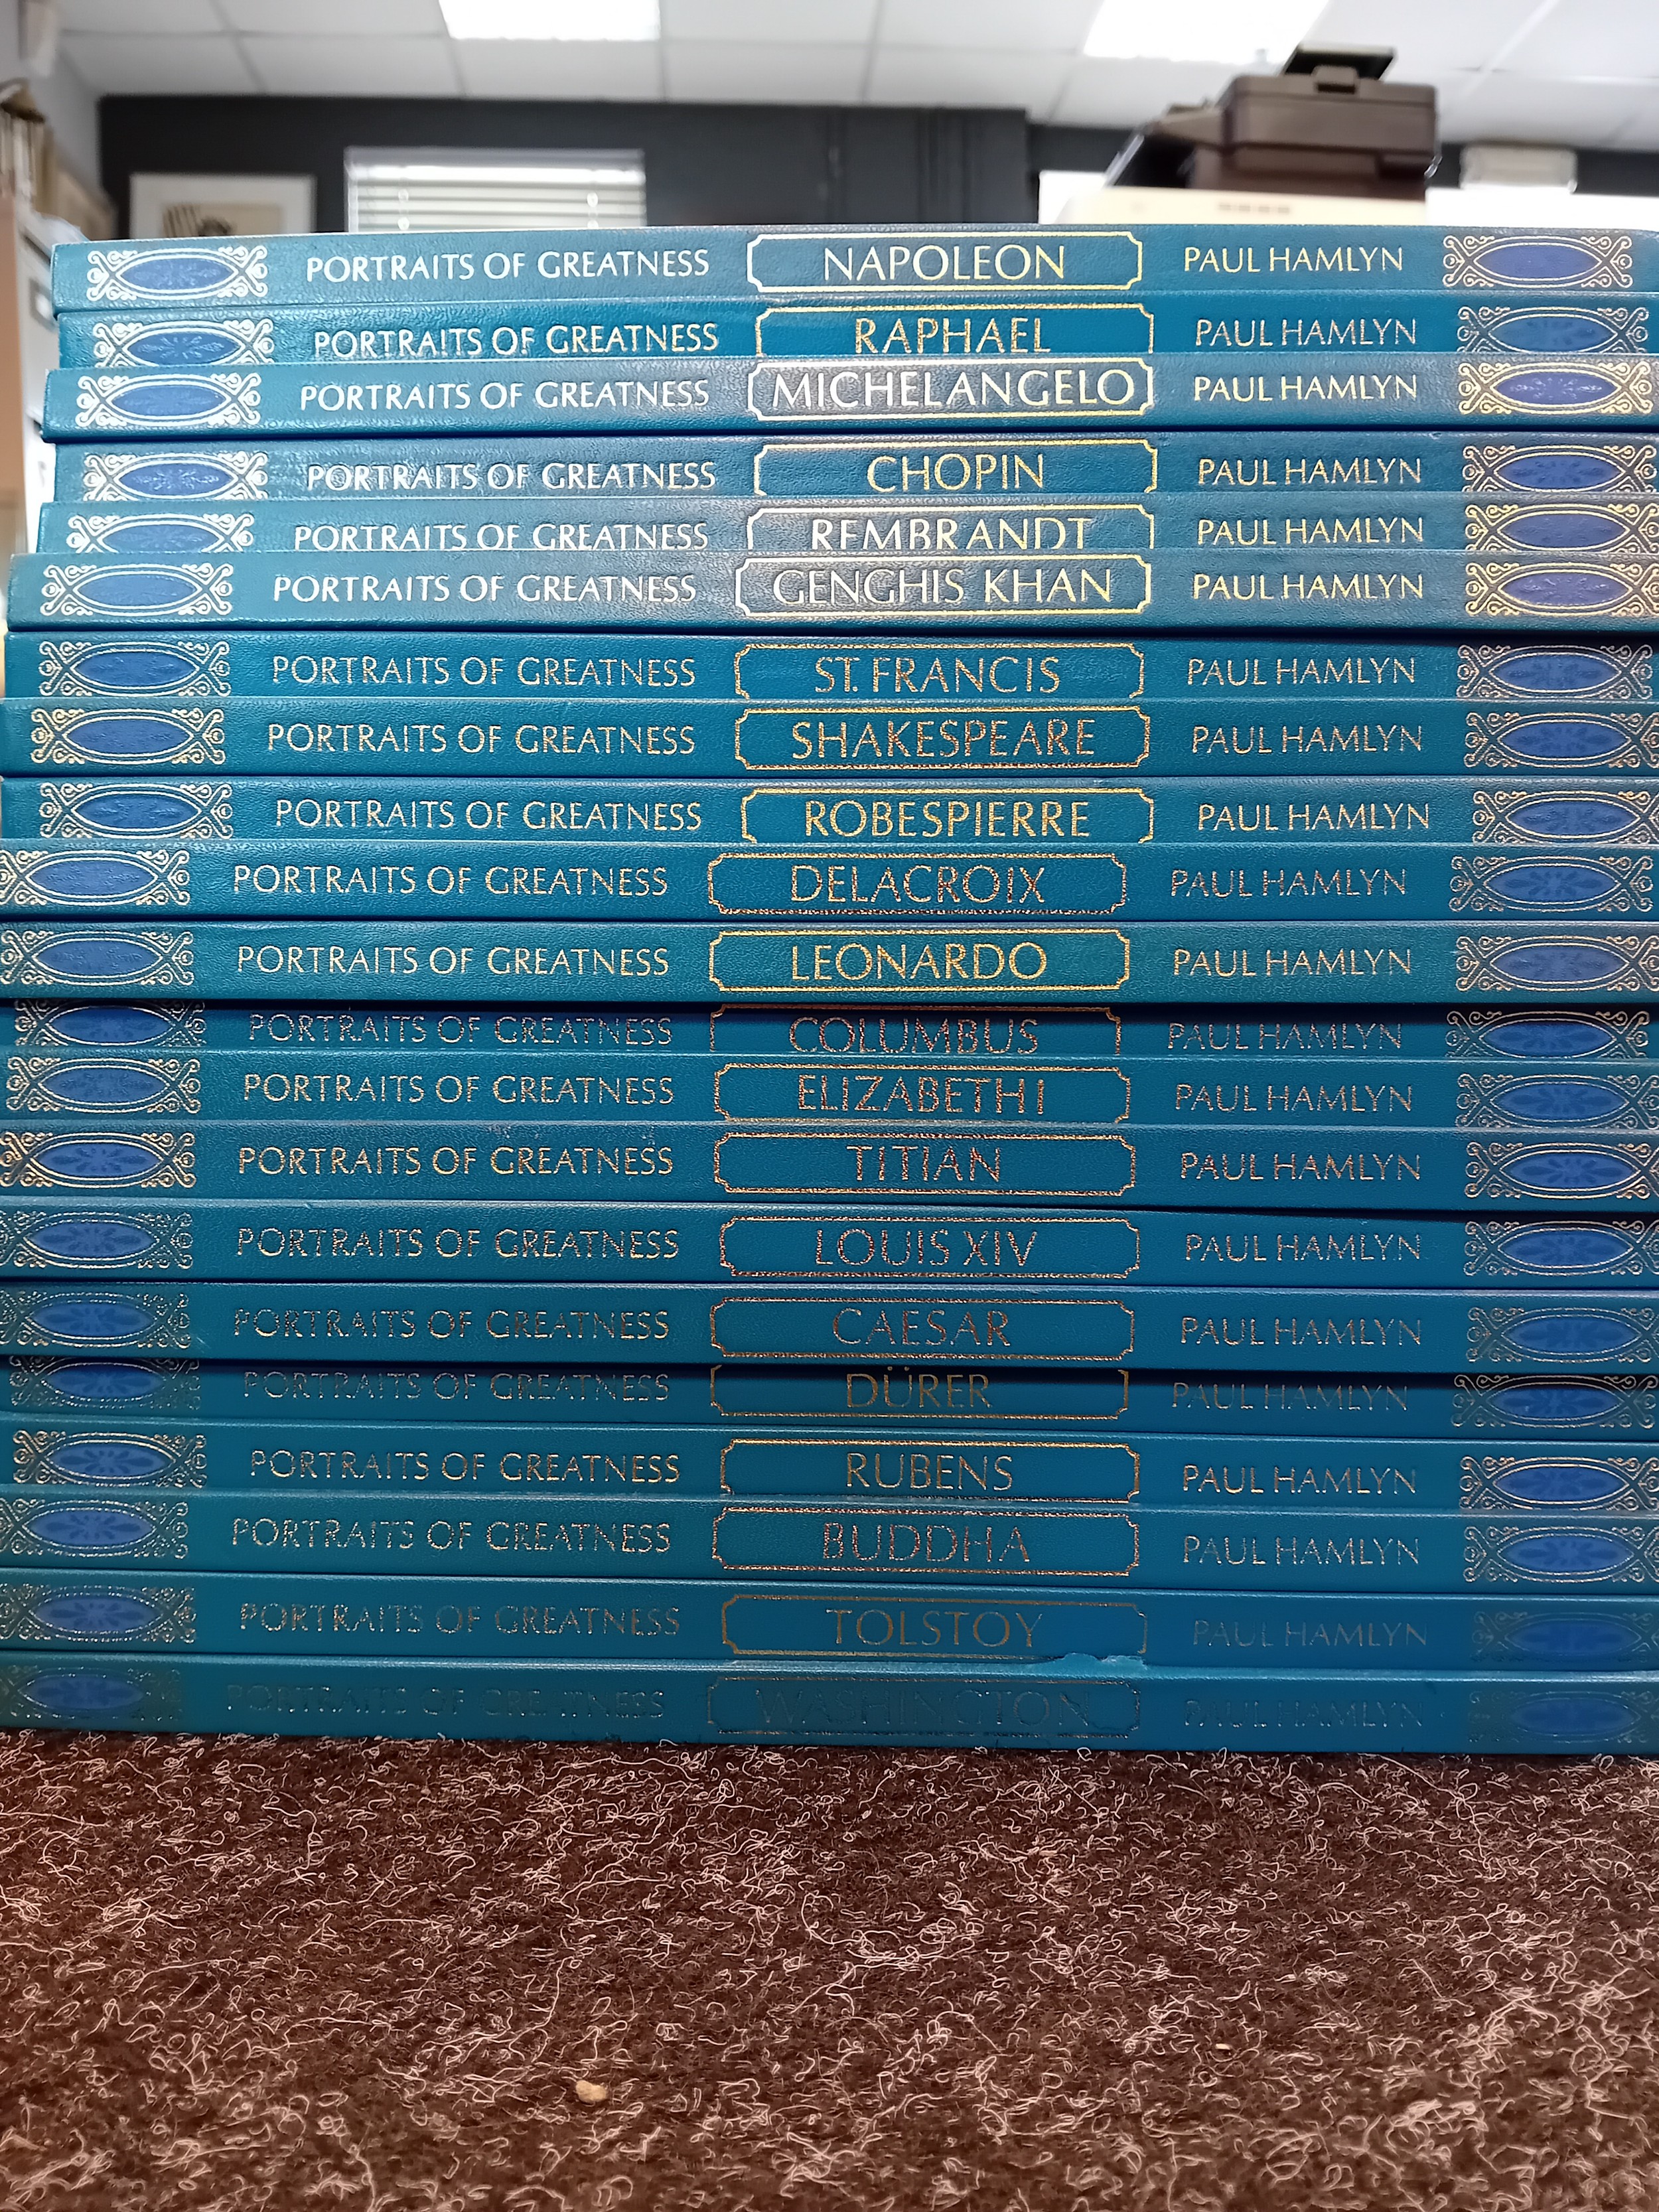 PORTRAITS OF GREATNESS NAPOLEON PAUL HAMLYN
PORTRAITS OF GREATNESS RAPHAEL PAUL HAMLYN
PORTRAITS OF GREATNESS MICHELANGELO PAUL HAMLYN
PORTRAITS OF GREATNESS CHOPIN PAUL HAMLYN
PORTRAITS OF GREATNESS REMBRANDT PAUL HAMLYN
PORTRAITS OF GREATNESS GENGHIS KHAN PAUL HAMLYN
PORTRAITS OF GREATNESS ST. FRANCIS PAUL HAMLYN
PORTRAITS OF GREATNESS SHAKESPEARE PAUL HAMLYN
PORTRAITS OF GREATNESS ROBESPIERRE PAUL HAMLYN
PORTRAITS OF GREATNESS DELACROIX PAUL HAMLYN
PORTRAITS OF GREATNESS LEONARDO PAUL HAMLYN
PORTRAITS OF GREATNESS COLUMBUS PAUL HAMLYN
PORTRAITS OF GREATNESS ELIZABETH I PAUL HAMLYN
PORTRAITS OF GREATNESS TITIAN PAUL HAMLYN
PORTRAITS OF GREATNESS LOUIS XIV PAUL HAMLYN
PORTRAITS OF GREATNESS CAESAR PAUL HAMLYN
PORTRAITS OF GREATNESS DÜRER PAUL HAMLYN
PORTRAITS OF GREATNESS RUBENS PAUL HAMLYN
PORTRAITS OF GREATNESS BUDDHA PAUL HAMLYN
PORTRAITS OF GREATNESS TOLSTOY PAUL HAMLYN
PORTRAITS OF GREATNESS WASHINGTON PAUL HAMLYN